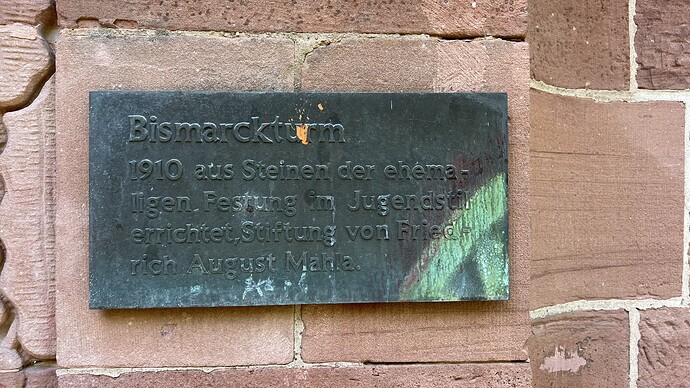 Bismarckturm
1910 aus Steinen der ehema-
ligen Festung im Jugendstil
errichtet, Stiftung von Fried-
rich August Mahla.